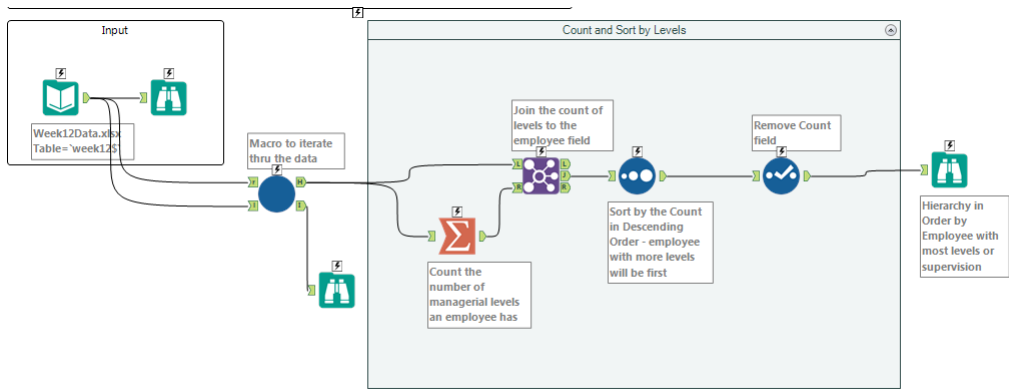 Input
Count and Sort by Levels
Week12Data.xlsx
Table=`week12$`
Macro to iterate
thru the data
Join the count of
levels to the
employee field
Remove Count
field
Count the
number of
managerial levels
an employee has
Sort by the Count
in Descending
Order - employee
with more levels
will be first
Hierarchy in
Order by
Employee with
most levels or
supervision
H
L
R
L
J
R